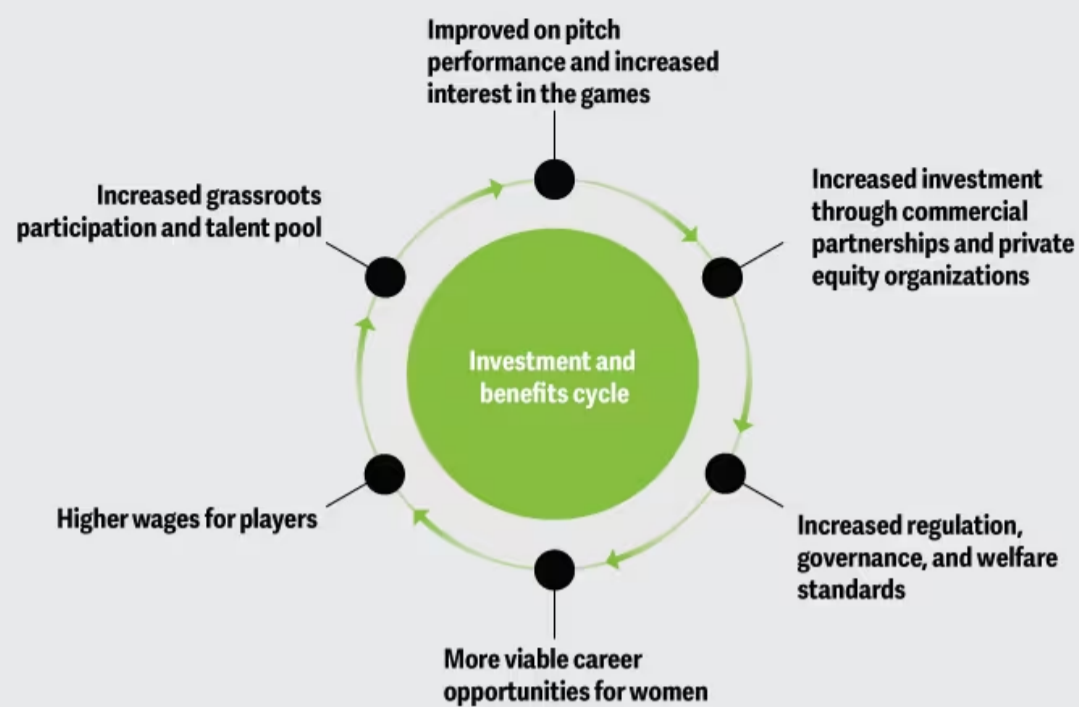 Improved on pitch
performance and increased
interest in the games
Increased investment
through commercial
partnerships and private
equity organizations
Increased regulation,
governance, and welfare
standards
More viable career
opportunities for women
Higher wages for players
Increased grassroots
participation and talent pool
Investment and
benefits cycle